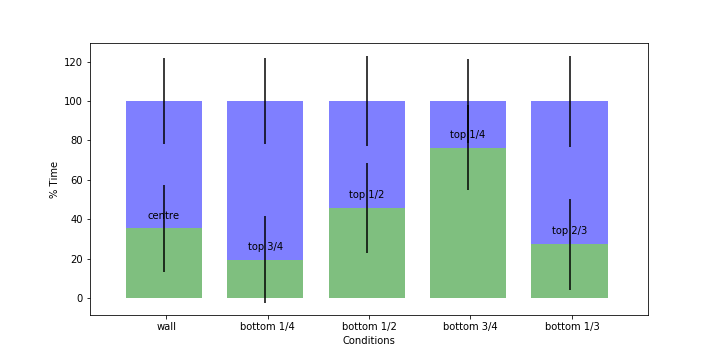 120
100
80
60
40
20
0
% Time
centre
top 3/4
top 1/2
top 1/4
top 2/3
wall
bottom 1/4
bottom 1/2
bottom 3/4
bottom 1/3
Conditions